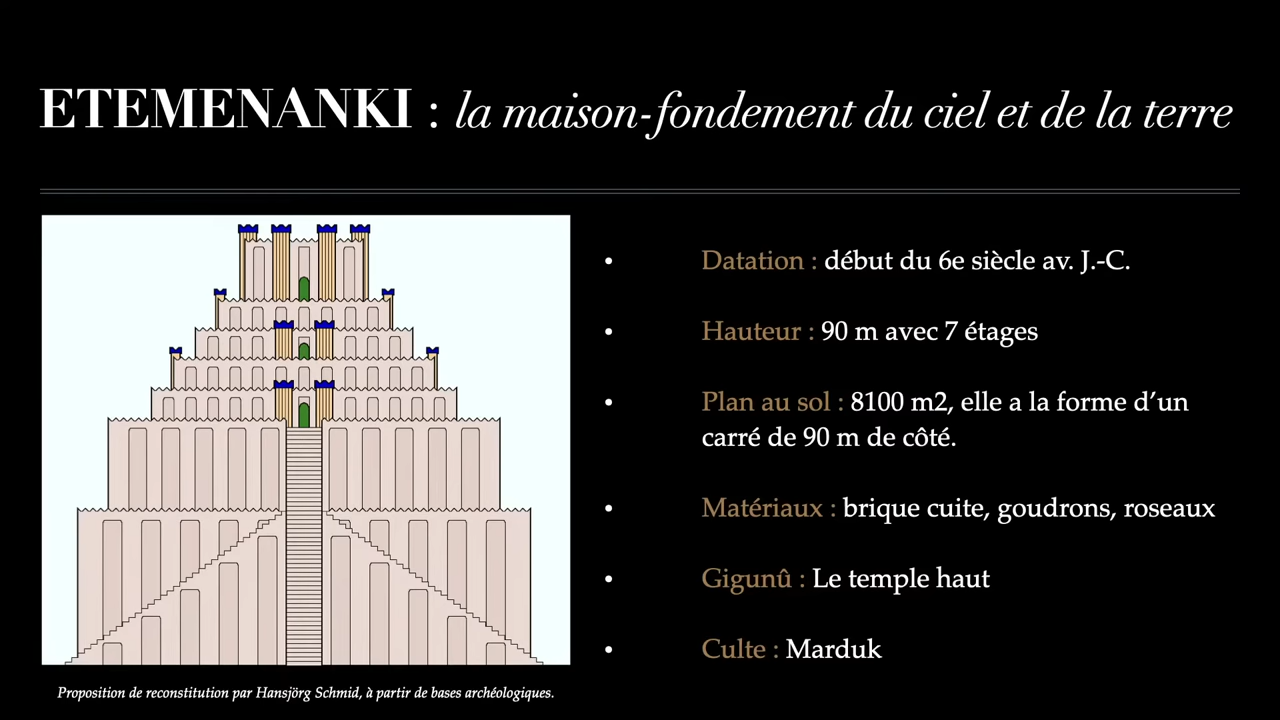 ETEMENANKI : la maison-fondement du ciel et de la terre
• Datation : début du 6e siècle av. J.-C.
• Hauteur : 90 m avec 7 étages
• Plan au sol : 8100 m2, elle a la forme d’un
carré de 90 m de côté.
• Matériaux : brique cuite, goudrons, roseaux
• Gigunû : Le temple haut
• Culte : Marduk
Proposition de reconstitution par Hansjörg Schmid, à partir de bases archéologiques.